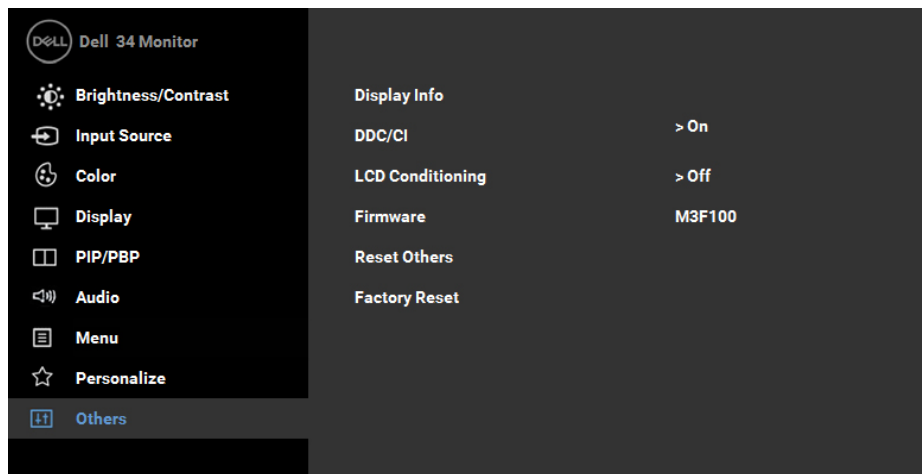 DELL Dell 34 Monitor
Brightness/Contrast
Input Source
Color
Display
PIP/PBP
Audio
Menu
Personalize
Others
Display Info
DDC/CI > On
LCD Conditioning > Off
Firmware M3F100
Reset Others
Factory Reset